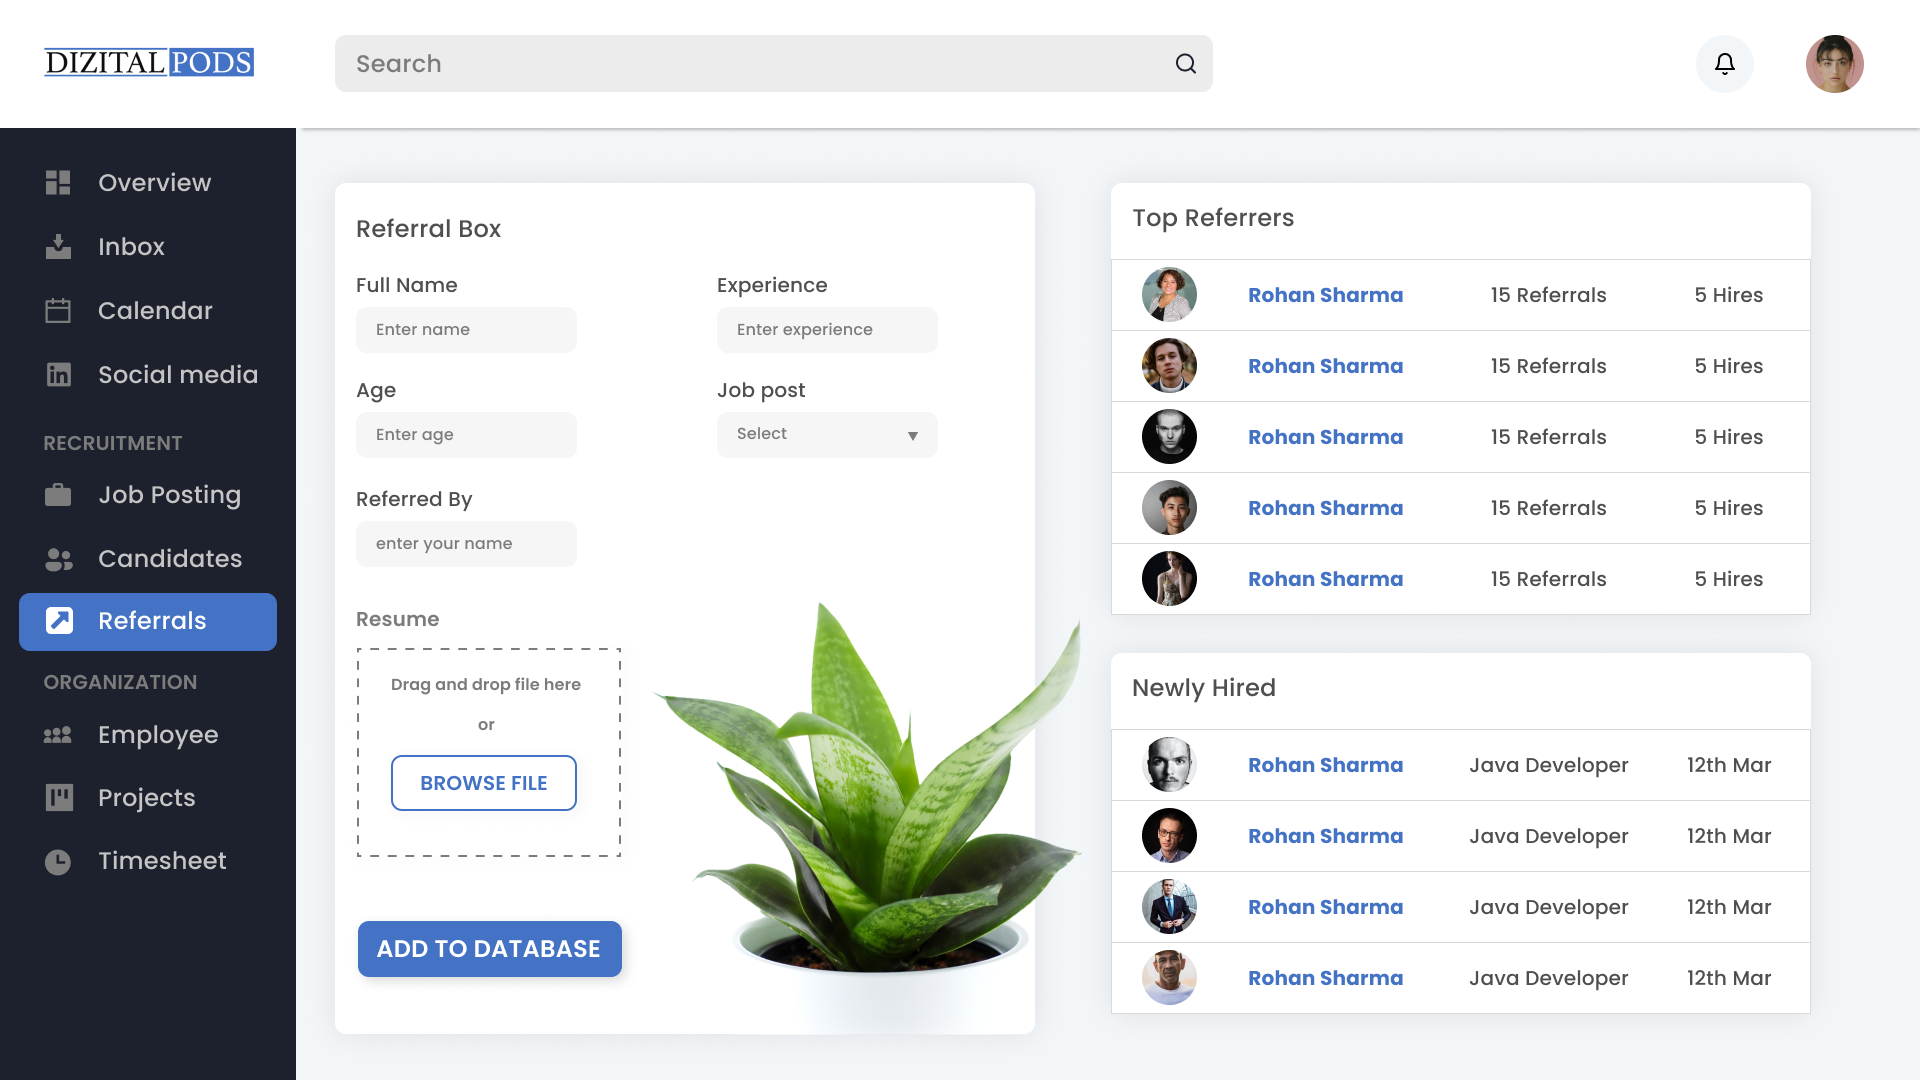 DIZITALPODS
Search
Overview
Inbox
Calendar
Social media
RECRUITMENT
Job Posting
Candidates
Referrals
ORGANIZATION
Employee
Projects
Timesheet
Referral Box
Full Name
Enter name
Experience
Enter experience
Age
Enter age
Job post
Select
Referred By
enter your name
Resume
Drag and drop file here
or
BROWSE FILE
ADD TO DATABASE
Top Referrers
Rohan Sharma 15 Referrals 5 Hires
Rohan Sharma 15 Referrals 5 Hires
Rohan Sharma 15 Referrals 5 Hires
Rohan Sharma 15 Referrals 5 Hires
Rohan Sharma 15 Referrals 5 Hires
Newly Hired
Rohan Sharma Java Developer 12th Mar
Rohan Sharma Java Developer 12th Mar
Rohan Sharma Java Developer 12th Mar
Rohan Sharma Java Developer 12th Mar